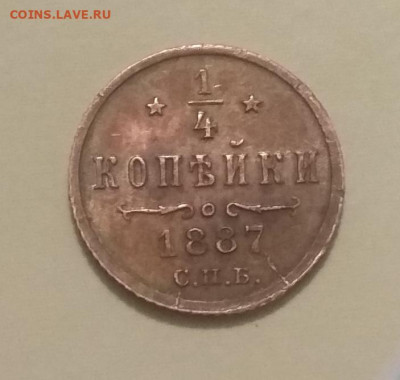 COINS.LAVE.RU
1/4
КОПѢЙКИ
1887
С.П.Б.